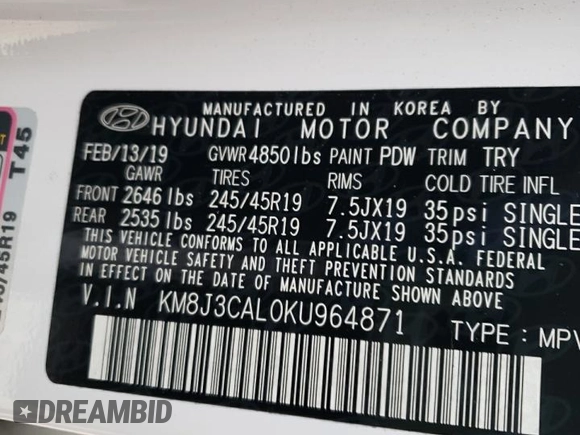 MANUFACTURED IN KOREA BY
HYUNDAI MOTOR COMPANY
FEB/13/19 GVWR 4850lbs PAINT PDW TRIM TRY
GAWR TIRES RIMS COLD TIRE INFL
FRONT 2646 lbs 245/45R19 7.5JX19 35psi SINGLE
REAR 2535 lbs 245/45R19 7.5JX19 35psi SINGLE
THIS VEHICLE CONFORMS TO ALL APPLICABLE U.S.A. FEDERAL
MOTOR VEHICLE SAFETY AND THEFT PREVENTION STANDARDS
IN EFFECT ON THE DATE OF MANUFACTURE SHOWN ABOVE.
V.I.N KM8J3CAL0KU964871
TYPE : MPV
T45
/45R19
DREAMBID